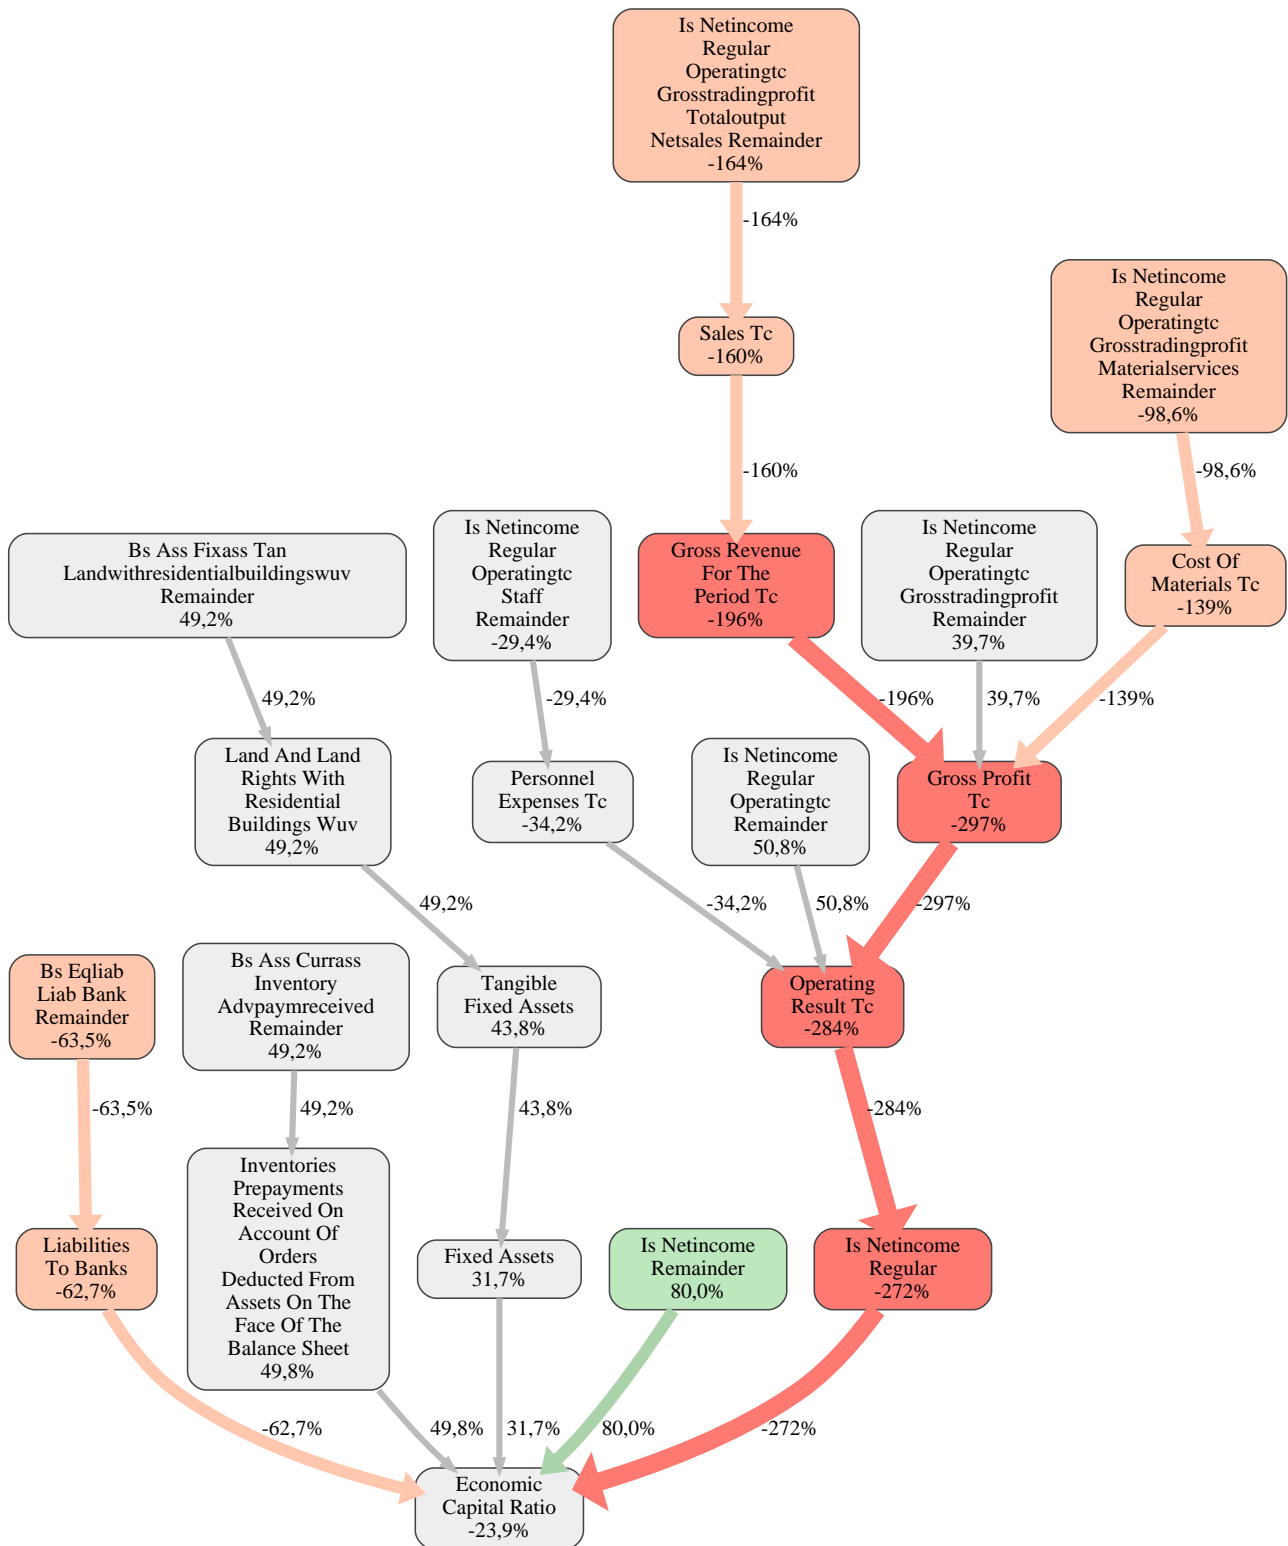 Is Netincome
Regular
Operatingtc
Grosstradingprofit
Totaloutput
Netsales Remainder
-164%
-164%
Is Netincome
Regular
Operatingtc
Grosstradingprofit
Materialservices
Remainder
-98,6%
Sales Tc
-160%
-98,6%
-160%
Bs Ass Fixass Tan
Landwithresidentialbuildingswuv
Remainder
49,2%
Is Netincome
Regular
Operatingtc
Staff
Remainder
-29,4%
Gross Revenue
For The
Period Tc
-196%
Is Netincome
Regular
Operatingtc
Grosstradingprofit
Remainder
39,7%
Cost Of
Materials Tc
-139%
49,2%
-29,4%
-196%
39,7%
-139%
Land And Land
Rights With
Residential
Buildings Wuv
49,2%
Personnel
Expenses Tc
-34,2%
Is Netincome
Regular
Operatingtc
Remainder
50,8%
Gross Profit
Tc
-297%
49,2%
-34,2%
50,8%
-297%
Bs Eqliab
Liab Bank
Remainder
-63,5%
Bs Ass Currass
Inventory
Advpaymreceived
Remainder
49,2%
Tangible
Fixed Assets
43,8%
Operating
Result Tc
-284%
-63,5%
49,2%
43,8%
-284%
Liabilities
To Banks
-62,7%
Inventories
Prepayments
Received On
Account Of
Orders
Deducted From
Assets On The
Face Of The
Balance Sheet
49,8%
Fixed Assets
31,7%
Is Netincome
Remainder
80,0%
Is Netincome
Regular
-272%
-62,7%
49,8%
31,7%
80,0%
-272%
Economic
Capital Ratio
-23,9%